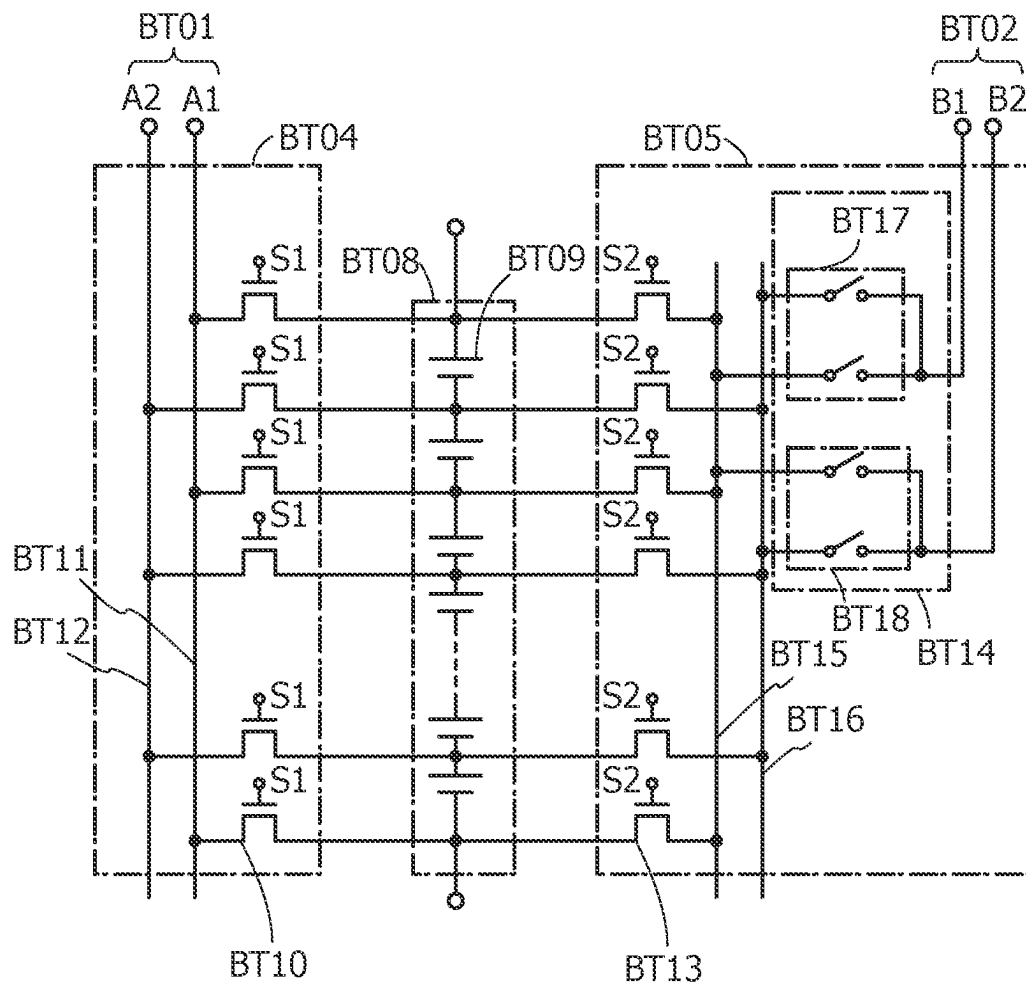 BT01
BT02
A2 A1
B1 B2
BT04
BT05
BT17
S1
BT08
BT09
S2
S1
S2
S1
S2
S1
S2
BT11
BT12
BT18
BT14
BT15
S1
S2
BT16
S1
S2
BT10
BT13